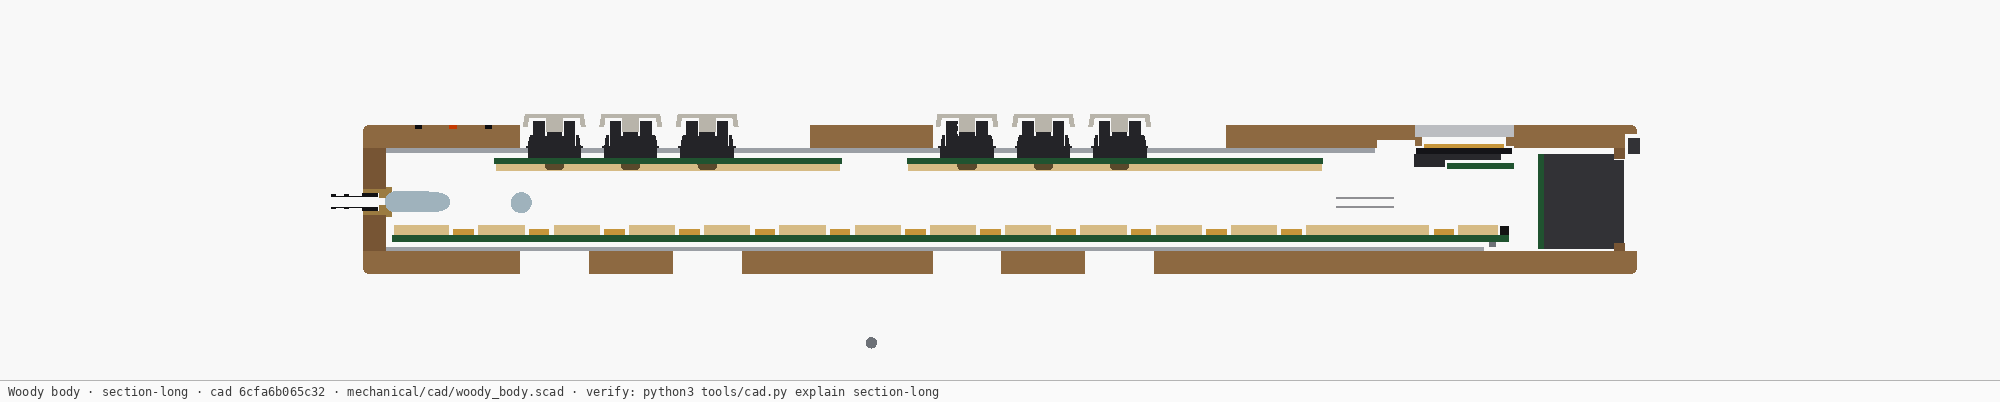 Woody body · section-long · cad 6cfa6b065c32 · mechanical/cad/woody_body.scad · verify: python3 tools/cad.py explain section-long